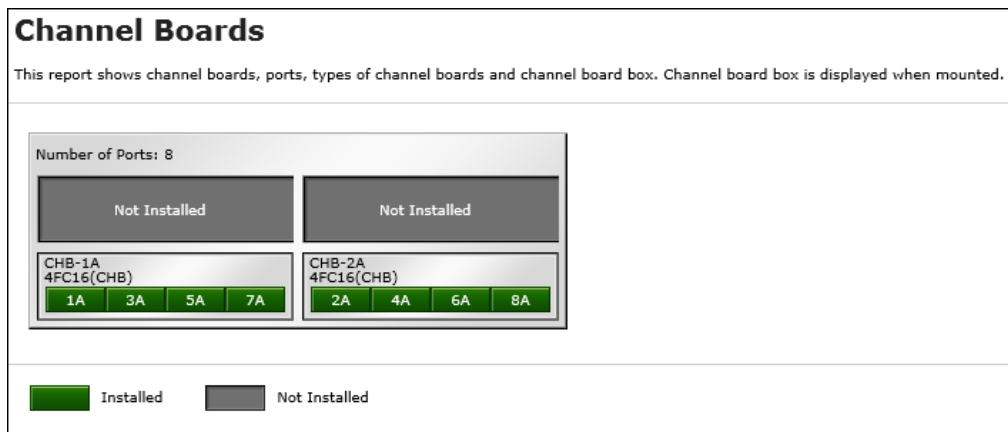 Channel Boards
This report shows channel boards, ports, types of channel boards and channel board box. Channel board box is displayed when mounted.
Number of Ports: 8
Not Installed
Not Installed
CHB-1A
4FC16(CHB)
1A 3A 5A 7A
CHB-2A
4FC16(CHB)
2A 4A 6A 8A
Installed
Not Installed